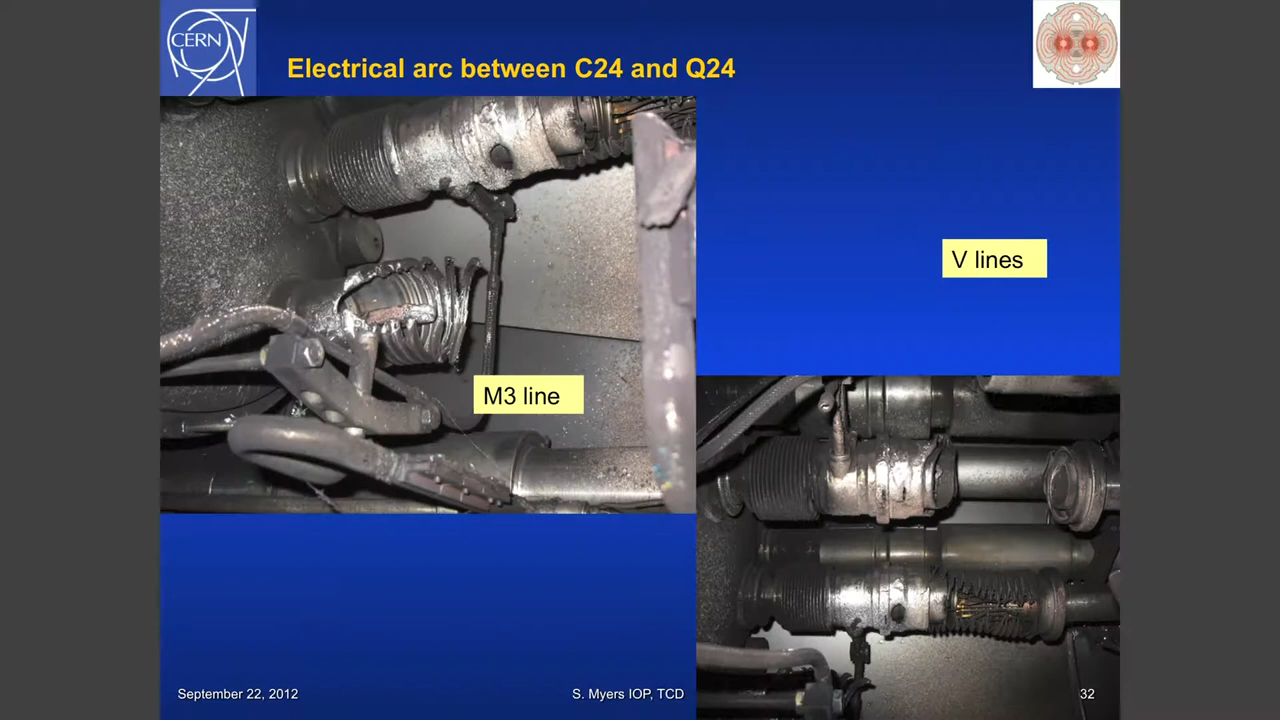 CERN
Electrical arc between C24 and Q24
V lines
M3 line
September 22, 2012
S. Myers IOP, TCD
32